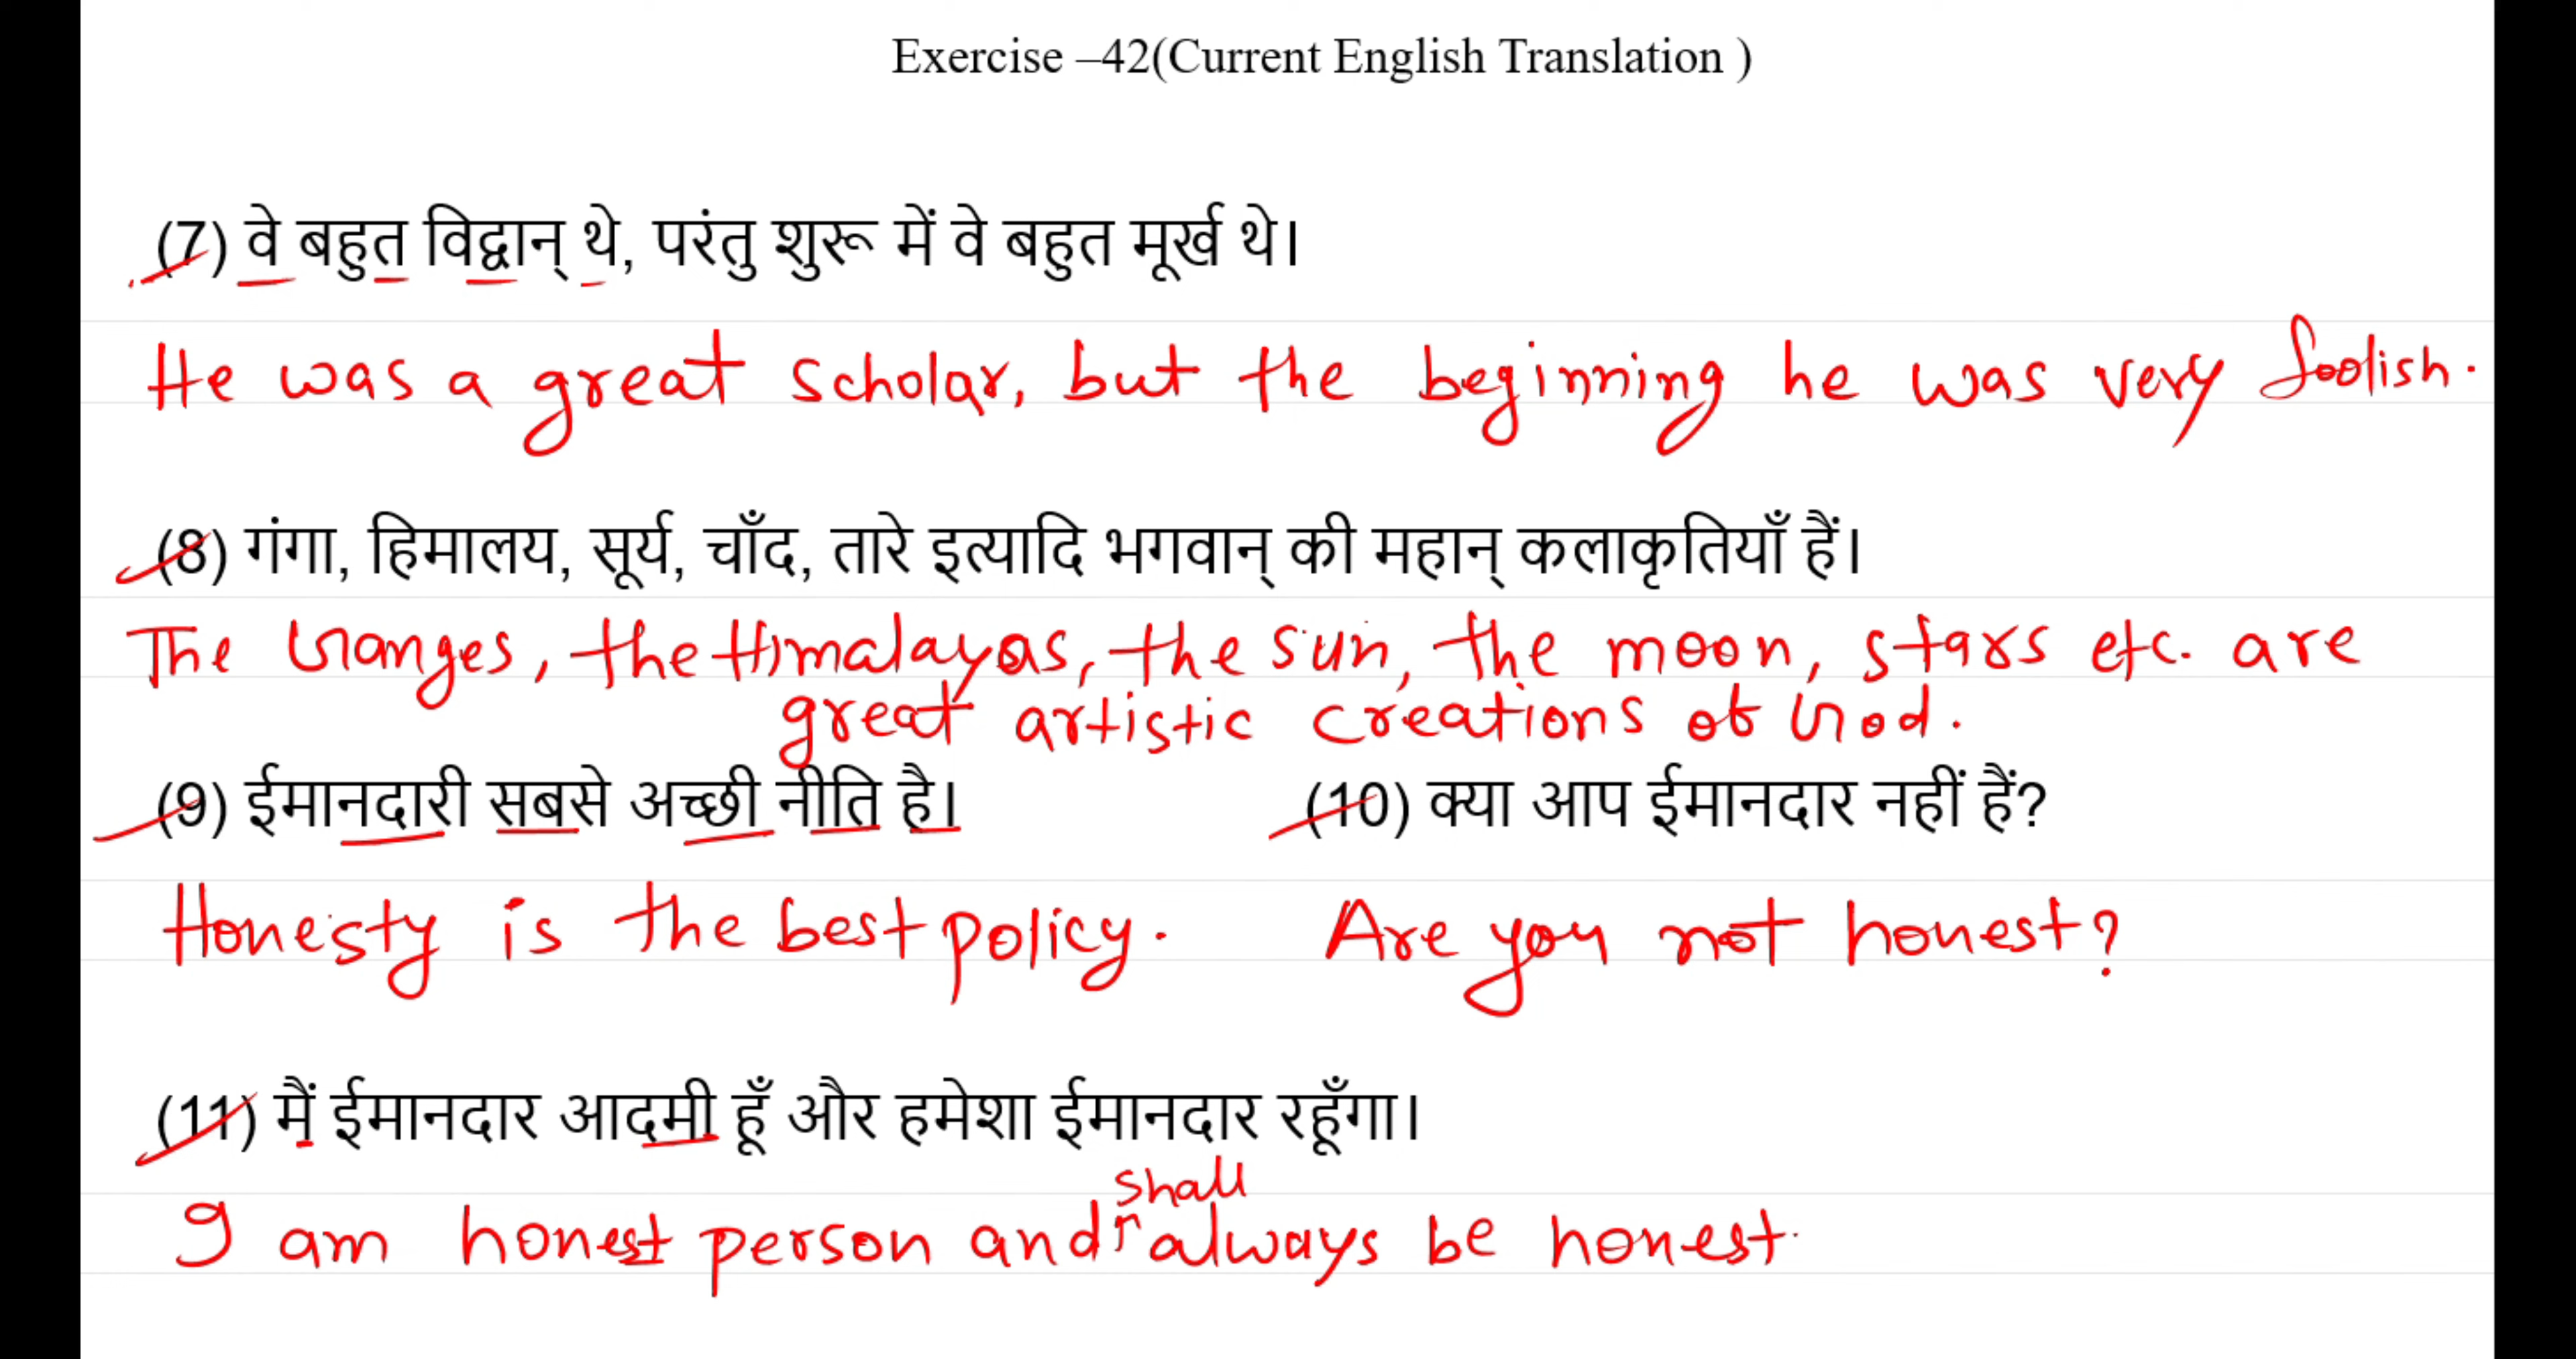 Exercise –42(Current English Translation )
(7) वे बहुत विद्वान् थे, परंतु शुरू में वे बहुत मूर्ख थे।
He was a great scholar, but the beginning he was very foolish.
(8) गंगा, हिमालय, सूर्य, चाँद, तारे इत्यादि भगवान् की महान् कलाकृतियाँ हैं।
The Ganges, the Himalayas, the sun, the moon, stars etc. are
great artistic creations of God.
(9) ईमानदारी सबसे अच्छी नीति है। (10) क्या आप ईमानदार नहीं हैं?
Honesty is the best policy. Are you not honest?
(11) मैं ईमानदार आदमी हूँ और हमेशा ईमानदार रहूँगा।
shall
I am honest person and always be honest.